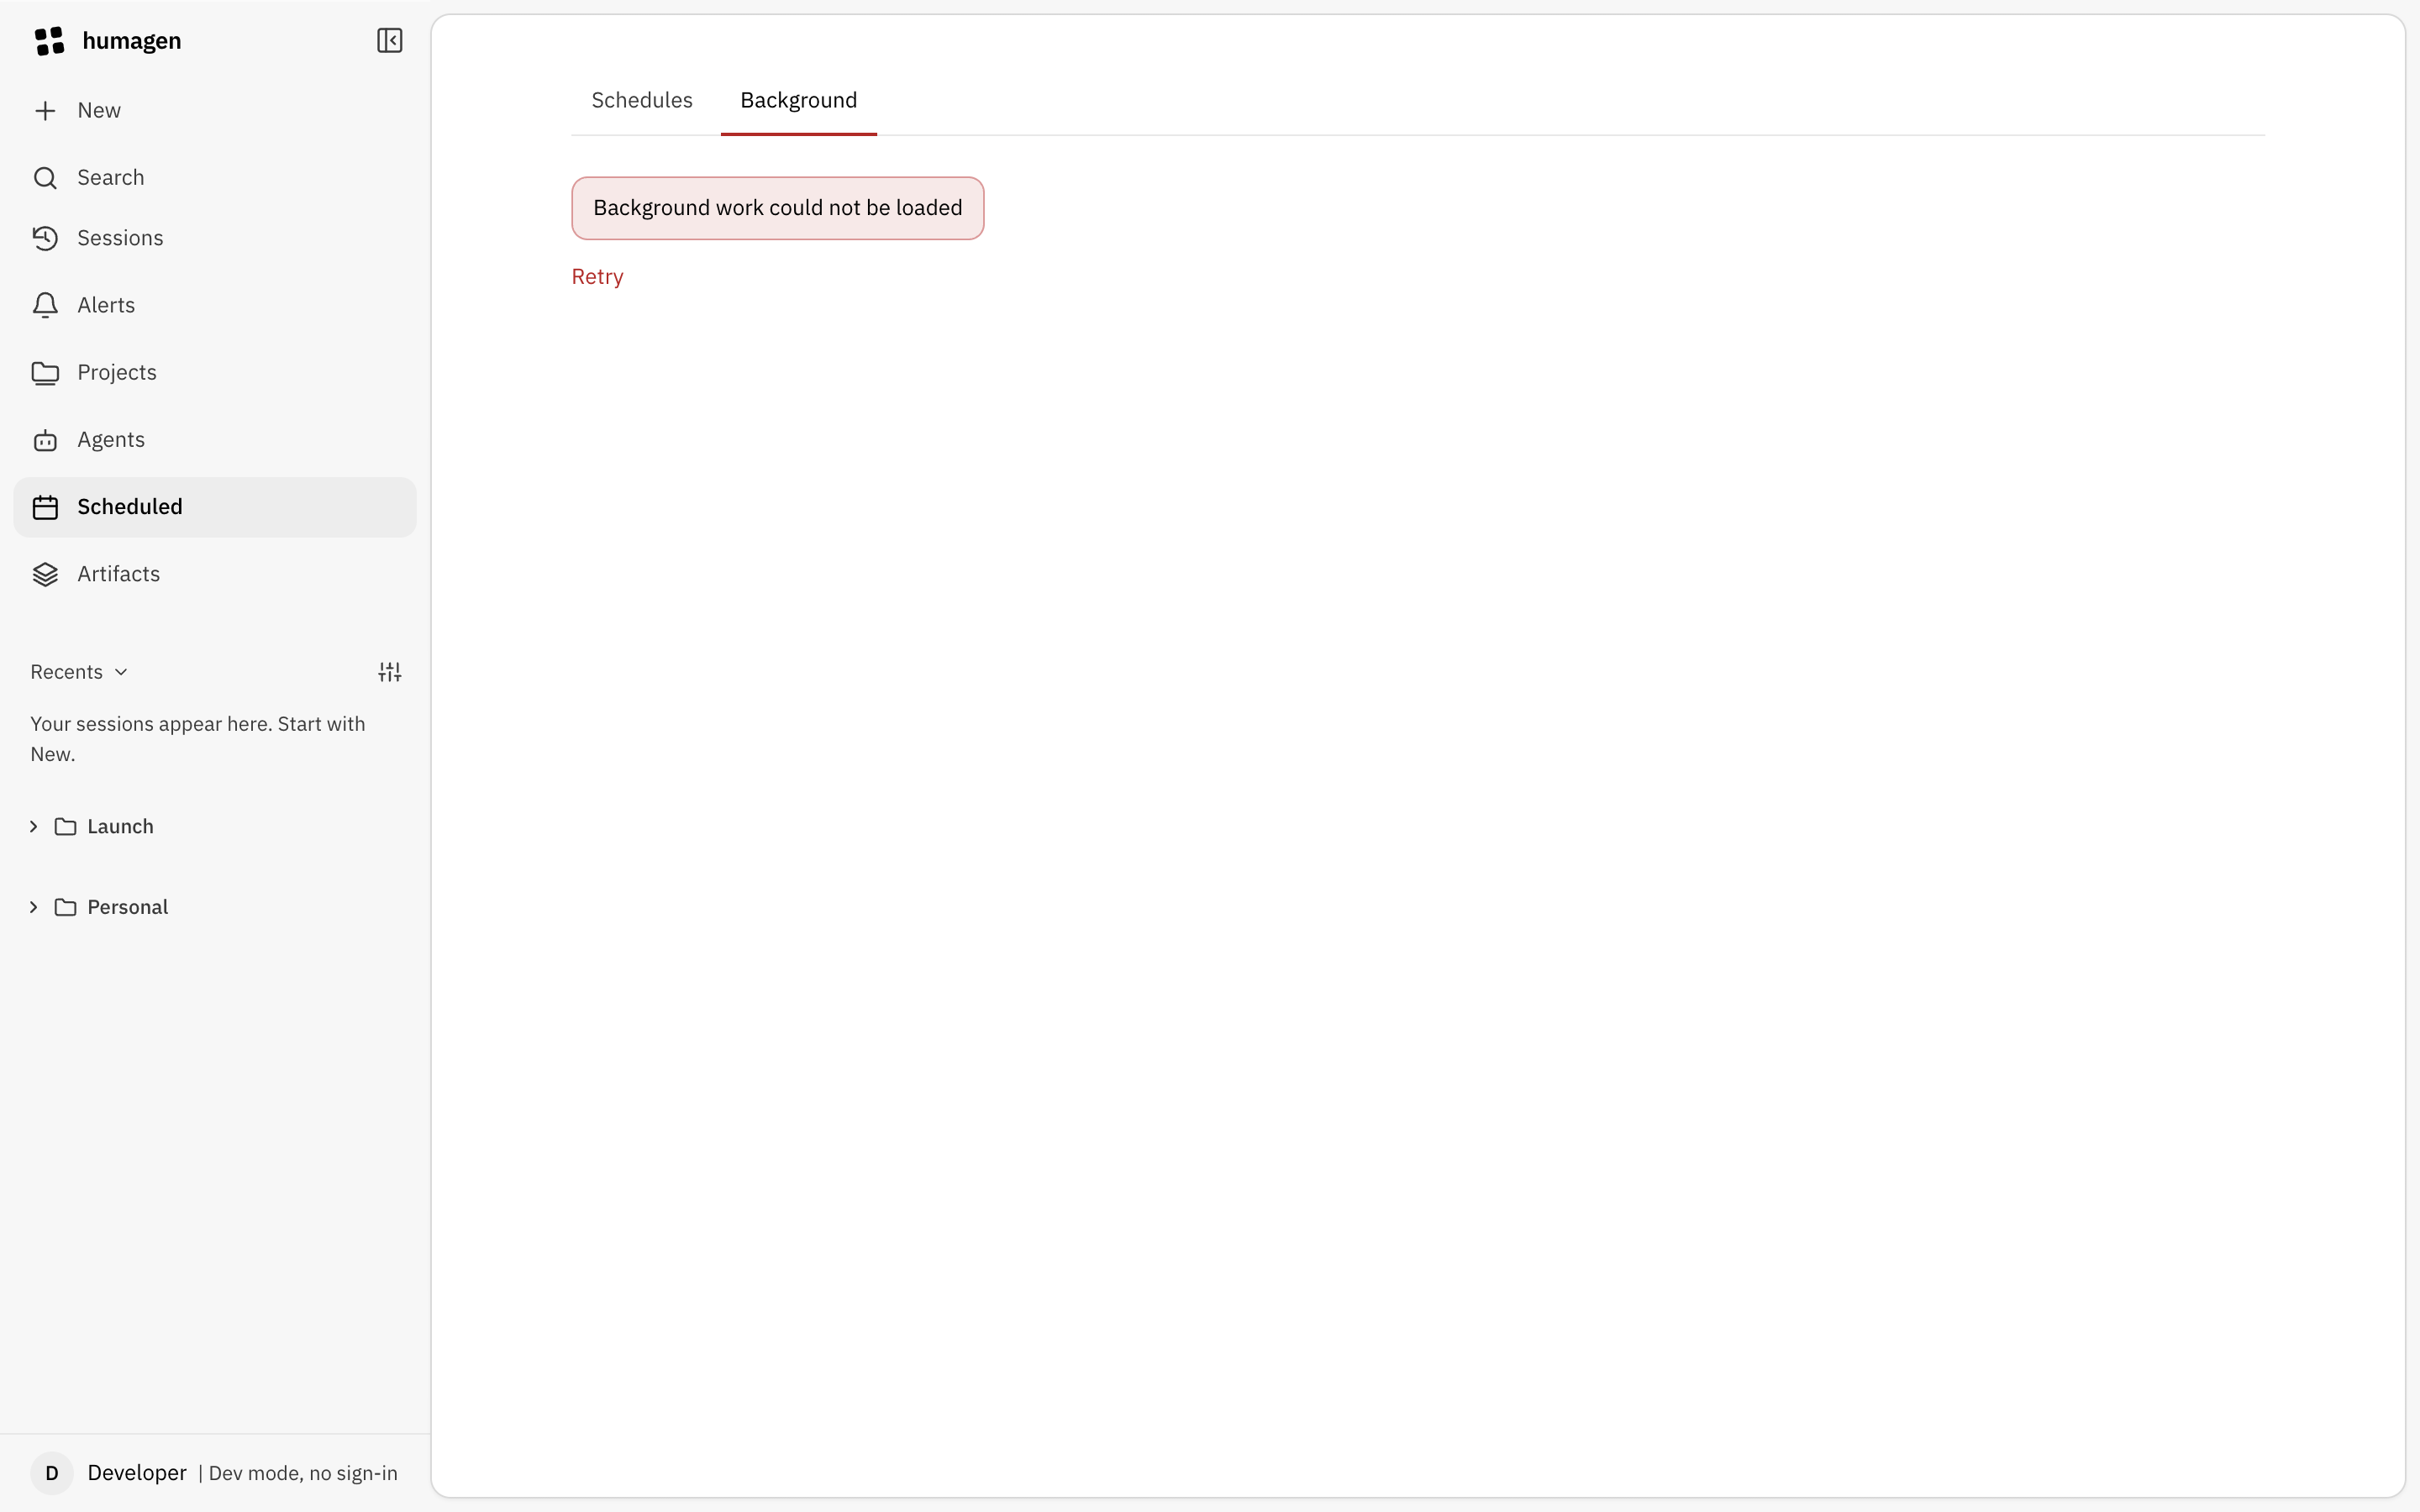 humagen
New
Search
Sessions
Alerts
Projects
Agents
Scheduled
Artifacts
Recents
Your sessions appear here. Start with
New.
Launch
Personal
D
Developer | Dev mode, no sign-in
Schedules
Background
Background work could not be loaded
Retry